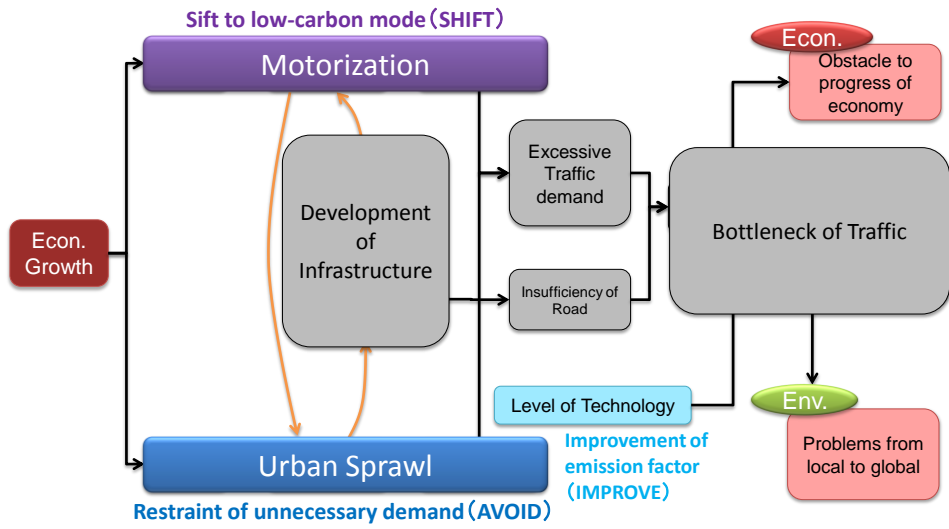 Sift to low-carbon mode（SHIFT）
Motorization
Econ.
Obstacle to
progress of
economy
Excessive
Traffic
demand
Development
of
Infrastructure
Bottleneck of Traffic
Econ.
Growth
Insufficiency of
Road
Level of Technology
Env.
Improvement of
emission factor
（IMPROVE）
Problems from
local to global
Urban Sprawl
Restraint of unnecessary demand（AVOID）